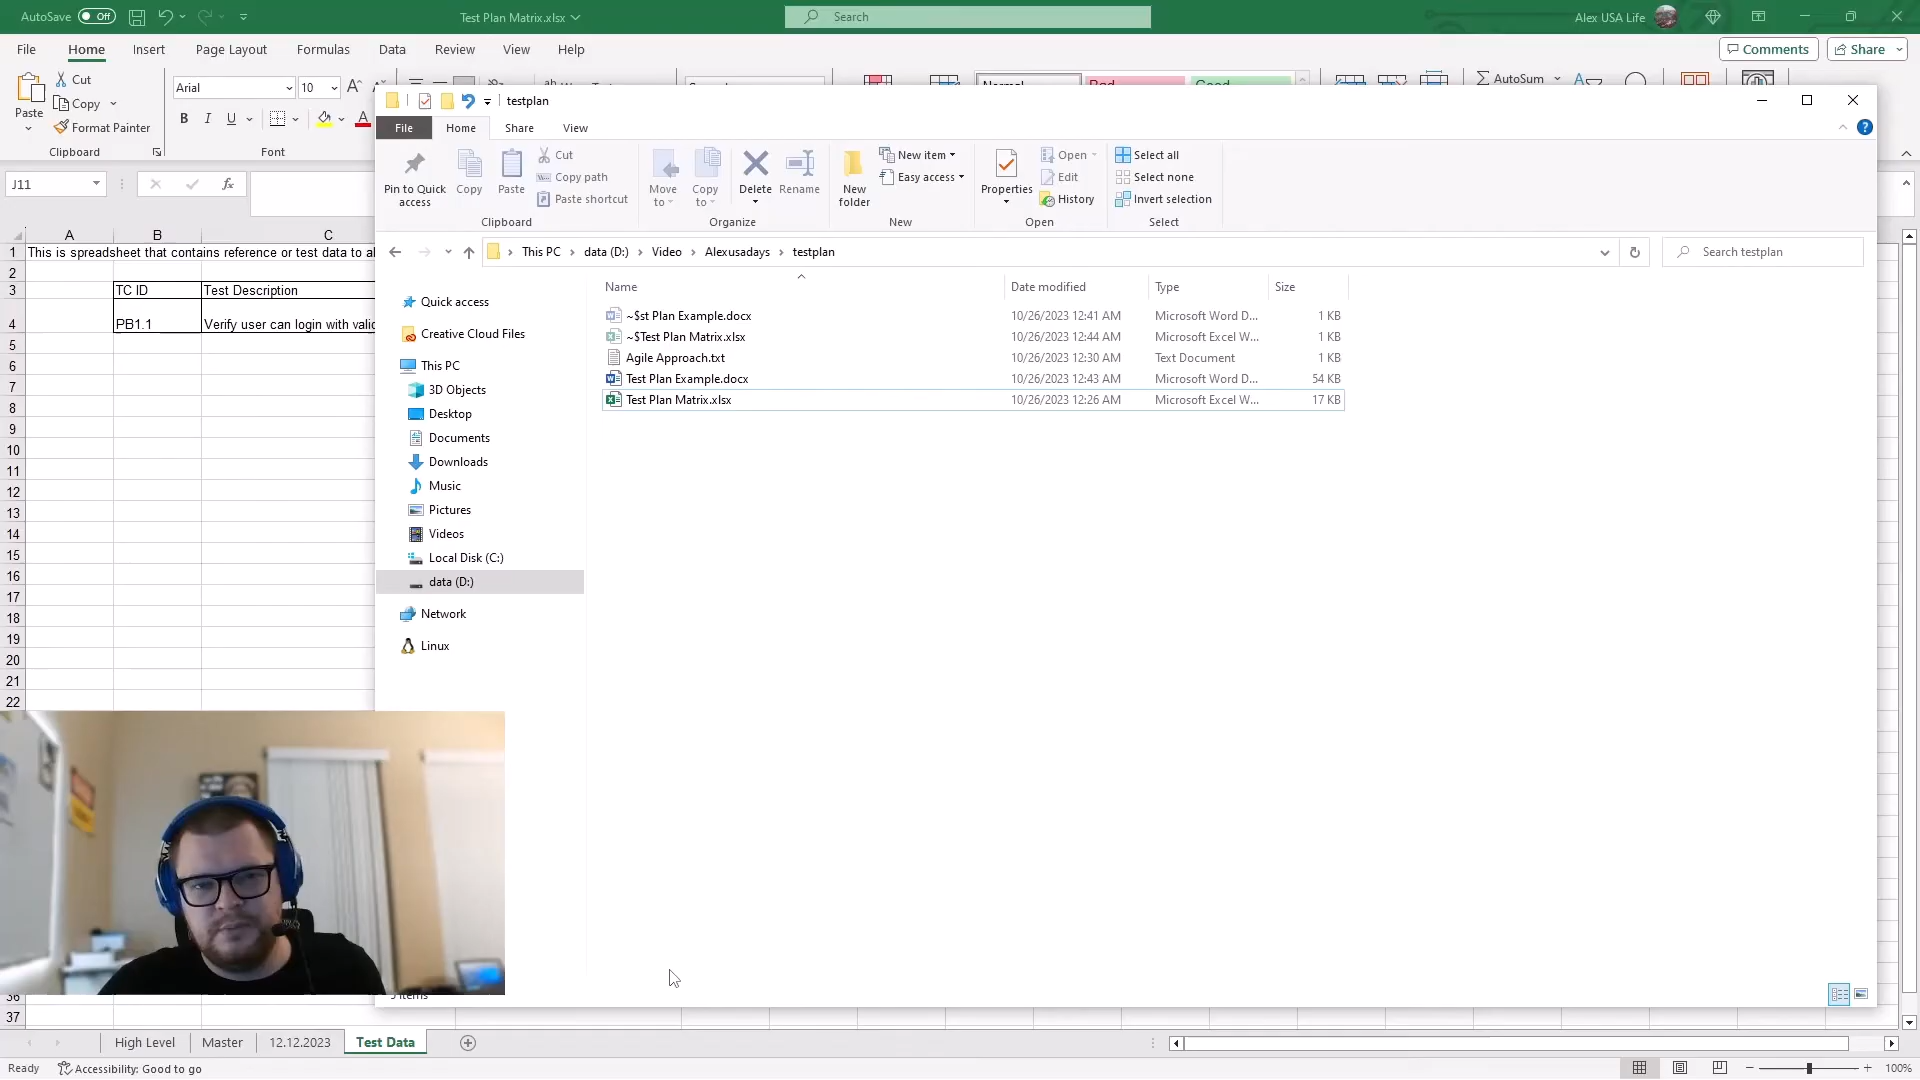 AutoSave Off Test Plan Matrix.xlsx Search Alex USA Life
File Home Insert Page Layout Formulas Data Review View Help Comments Share
Paste Cut Copy Format Painter Clipboard
Arial 10 B I U A Font
Normal Bad Good AutoSum
testplan
File Home Share View
Pin to Quick access Copy Paste Cut Copy path Paste shortcut Clipboard
Move to Copy to Delete Rename Organize
New folder New item Easy access New
Properties Open Edit History Open
Select all Select none Invert selection Select
J11 fx
This PC data (D:) Video Alexusadays testplan Search testplan
A B C
1 This is spreadsheet that contains reference or test data to
2
3 TC ID Test Description
4 PB1.1 Verify user can login with
5
6
7
8
9
10
11
12
13
14
15
16
17
18
19
20
21
22
36
37
Quick access
Creative Cloud Files
This PC
3D Objects
Desktop
Documents
Downloads
Music
Pictures
Videos
Local Disk (C:)
data (D:)
Network
Linux
Name Date modified Type Size
~$st Plan Example.docx 10/26/2023 12:41 AM Microsoft Word D... 1 KB
~$Test Plan Matrix.xlsx 10/26/2023 12:44 AM Microsoft Excel W... 1 KB
Agile Approach.txt 10/26/2023 12:30 AM Text Document 1 KB
Test Plan Example.docx 10/26/2023 12:43 AM Microsoft Word D... 54 KB
Test Plan Matrix.xlsx 10/26/2023 12:26 AM Microsoft Excel W... 17 KB
items
High Level Master 12.12.2023 Test Data
Ready Accessibility: Good to go 100%